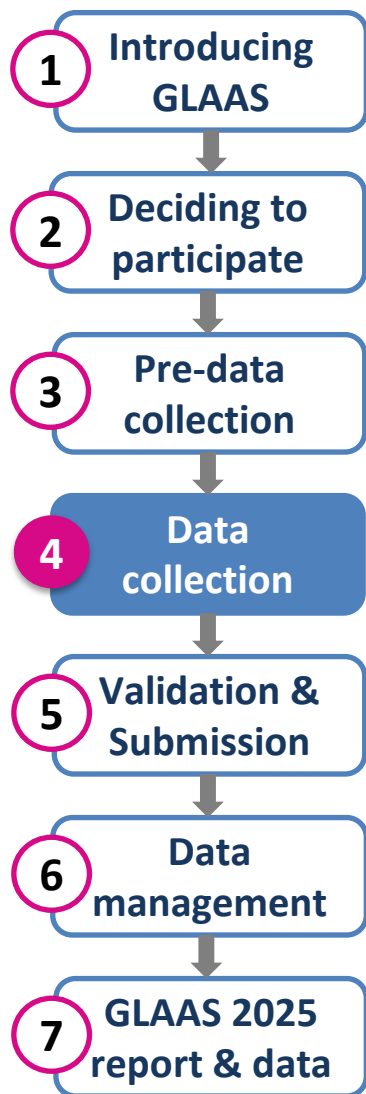 1
Introducing
GLAAS
2
Deciding to
participate
3
Pre-data
collection
4
Data
collection
5
Validation &
Submission
6
Data
management
7
GLAAS 2025
report & data